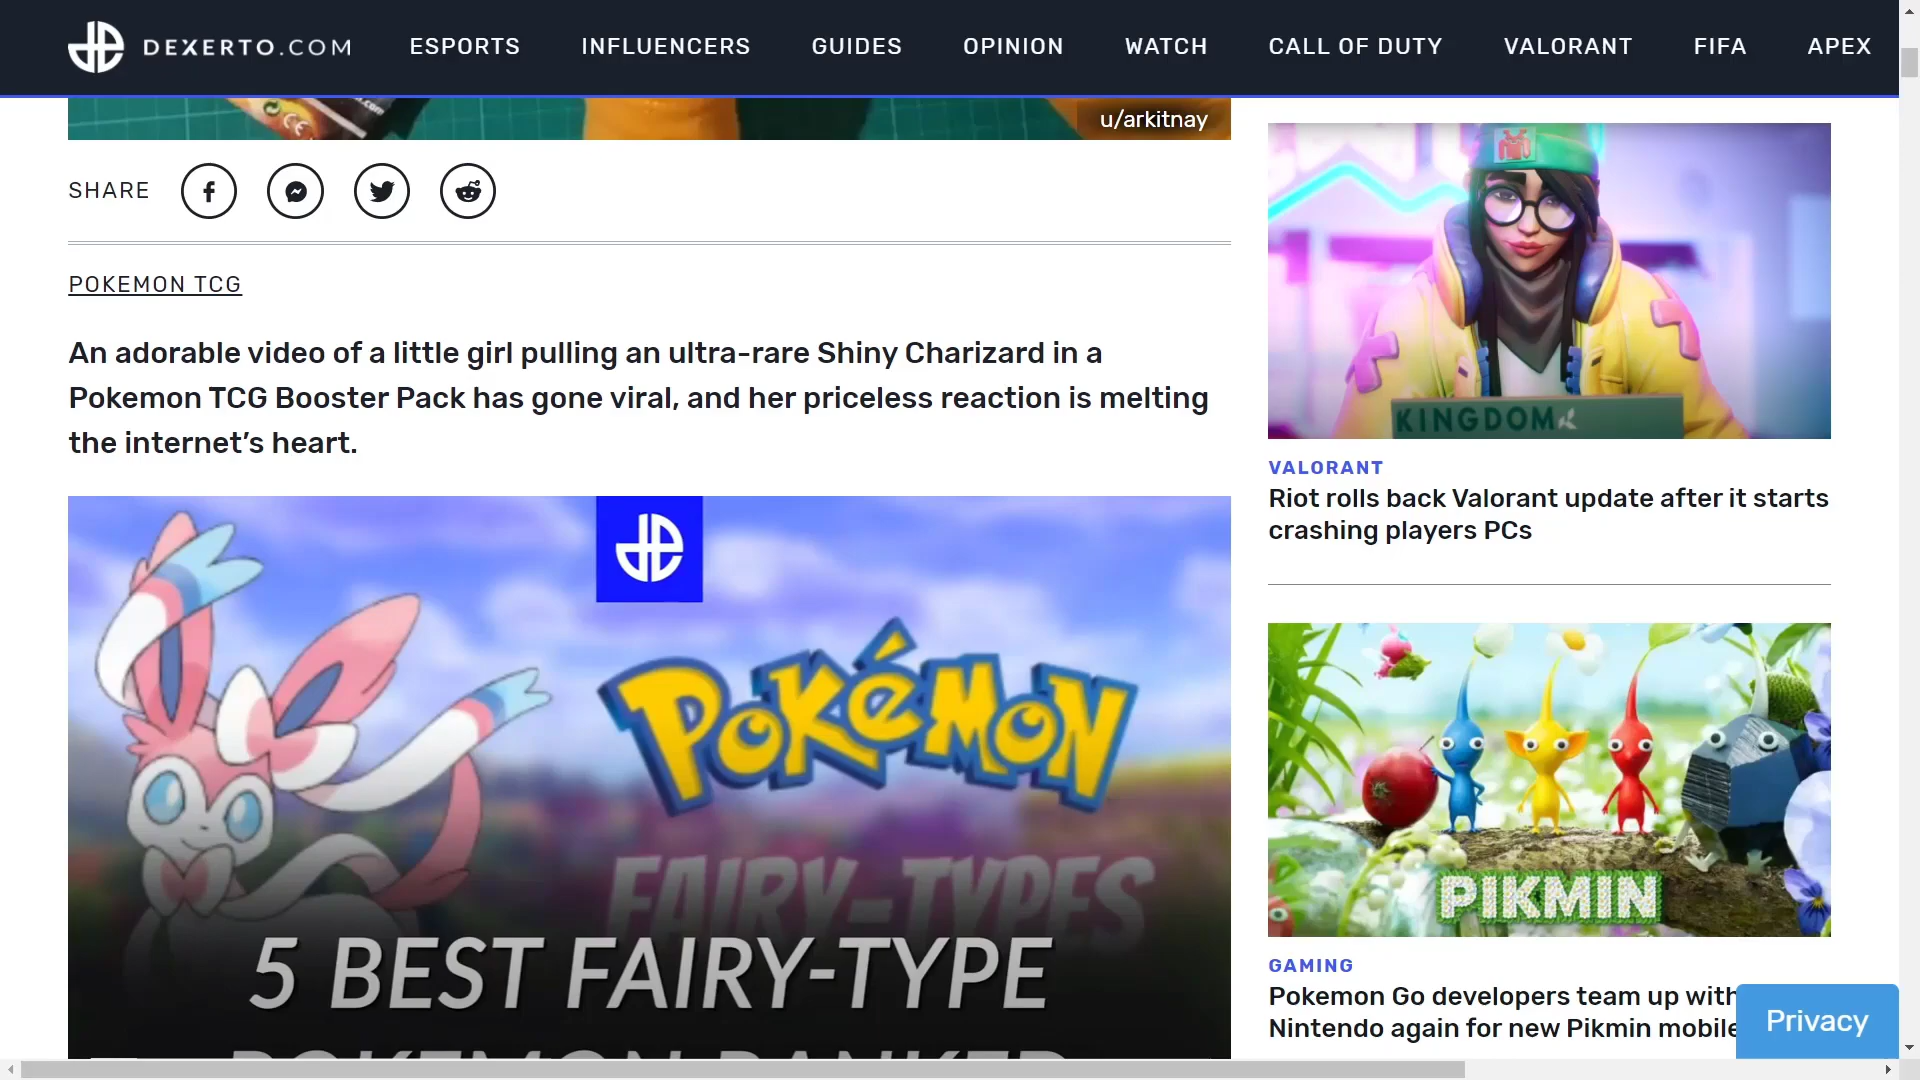 DEXERTO.COM
ESPORTS
INFLUENCERS
GUIDES
OPINION
WATCH
CALL OF DUTY
VALORANT
FIFA
APEX
u/arkitnay
SHARE
POKEMON TCG
An adorable video of a little girl pulling an ultra-rare Shiny Charizard in a
Pokemon TCG Booster Pack has gone viral, and her priceless reaction is melting
the internet’s heart.
POKéMON
FAIRY-TYPES
5 BEST FAIRY-TYPE
POKEMON RANKED
KINGDOM
VALORANT
Riot rolls back Valorant update after it starts
crashing players PCs
PIKMIN
GAMING
Pokemon Go developers team up with
Nintendo again for new Pikmin mobile
Privacy